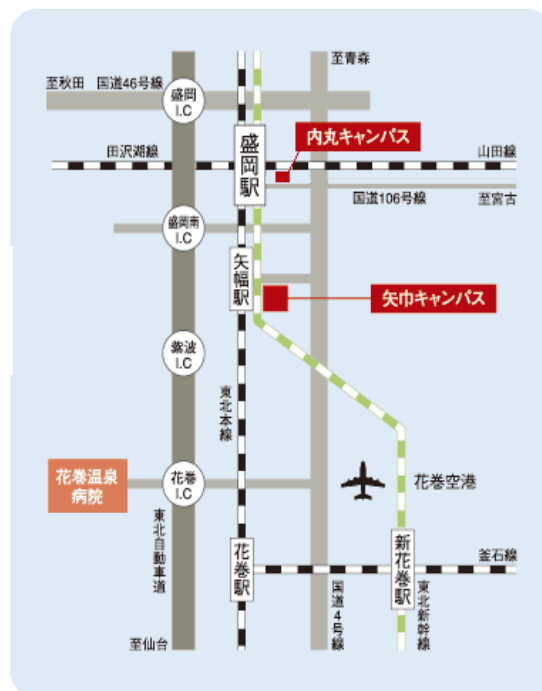 至青森
至秋田 国道46号線
盛岡
I.C
内丸キャンパス
盛岡駅
田沢湖線
山田線
国道106号線
至宮古
盛岡南
I.C
矢幅駅
矢巾キャンパス
紫波
I.C
東北本線
花巻温泉
病院
花巻
I.C
花巻空港
東北自動車道
花巻駅
新花巻駅
釜石線
国道4号線
東北新幹線
至仙台